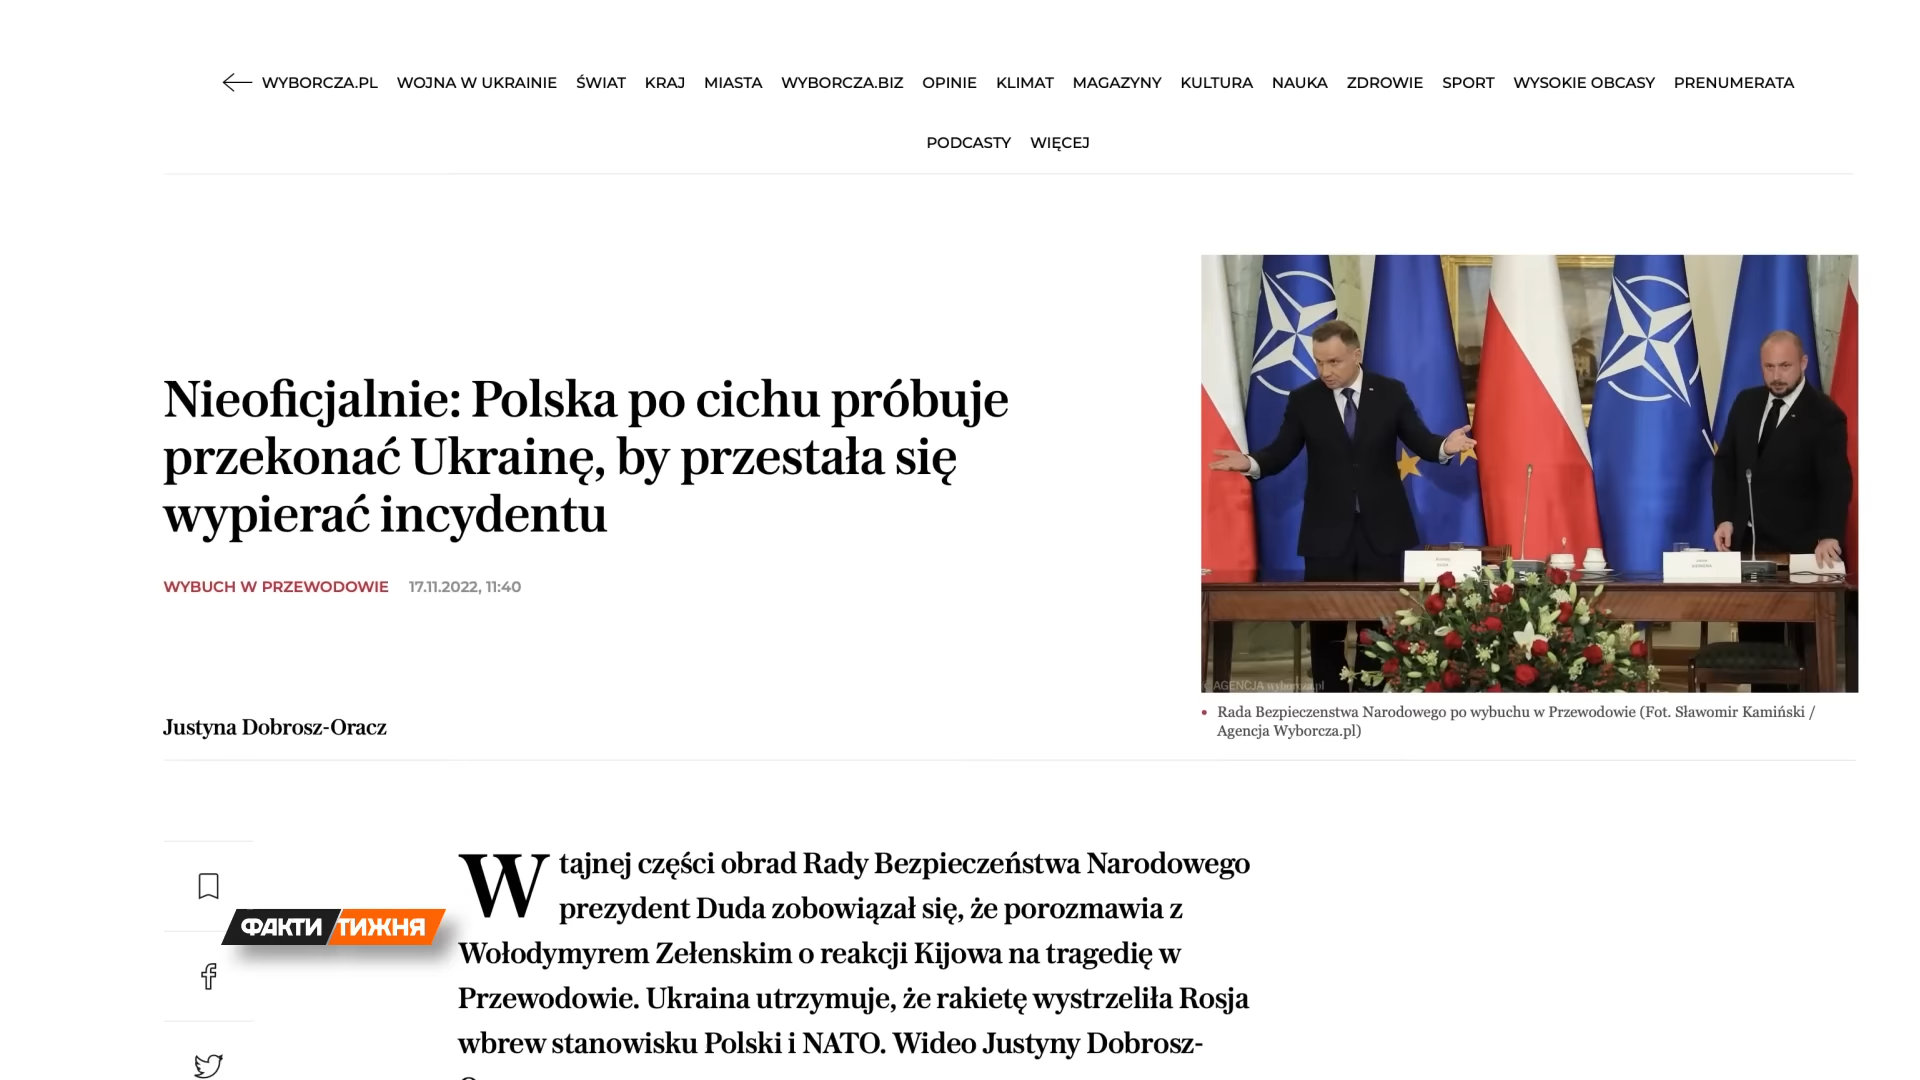 WYBORCZA.PL WOJNA W UKRAINIE ŚWIAT KRAJ MIASTA WYBORCZA.BIZ OPINIE KLIMAT MAGAZYNY KULTURA NAUKA ZDROWIE SPORT WYSOKIE OBCASY PRENUMERATA
PODCASTY WIĘCEJ
Nieoficjalnie: Polska po cichu próbuje
przekonać Ukrainę, by przestała się
wypierać incydentu
WYBUCH W PRZEWODOWIE 17.11.2022, 11:40
Justyna Dobrosz-Oracz
© AGENCJA wyborcza.pl
• Rada Bezpieczenstwa Narodowego po wybuchu w Przewodowie (Fot. Sławomir Kamiński /
Agencja Wyborcza.pl)
W tajnej części obrad Rady Bezpieczeństwa Narodowego
prezydent Duda zobowiązał się, że porozmawia z
Wołodymyrem Zełenskim o reakcji Kijowa na tragedię w
Przewodowie. Ukraina utrzymuje, że rakietę wystrzeliła Rosja
wbrew stanowisku Polski i NATO. Wideo Justyny Dobrosz-
ФАКТИ ТИЖНЯ